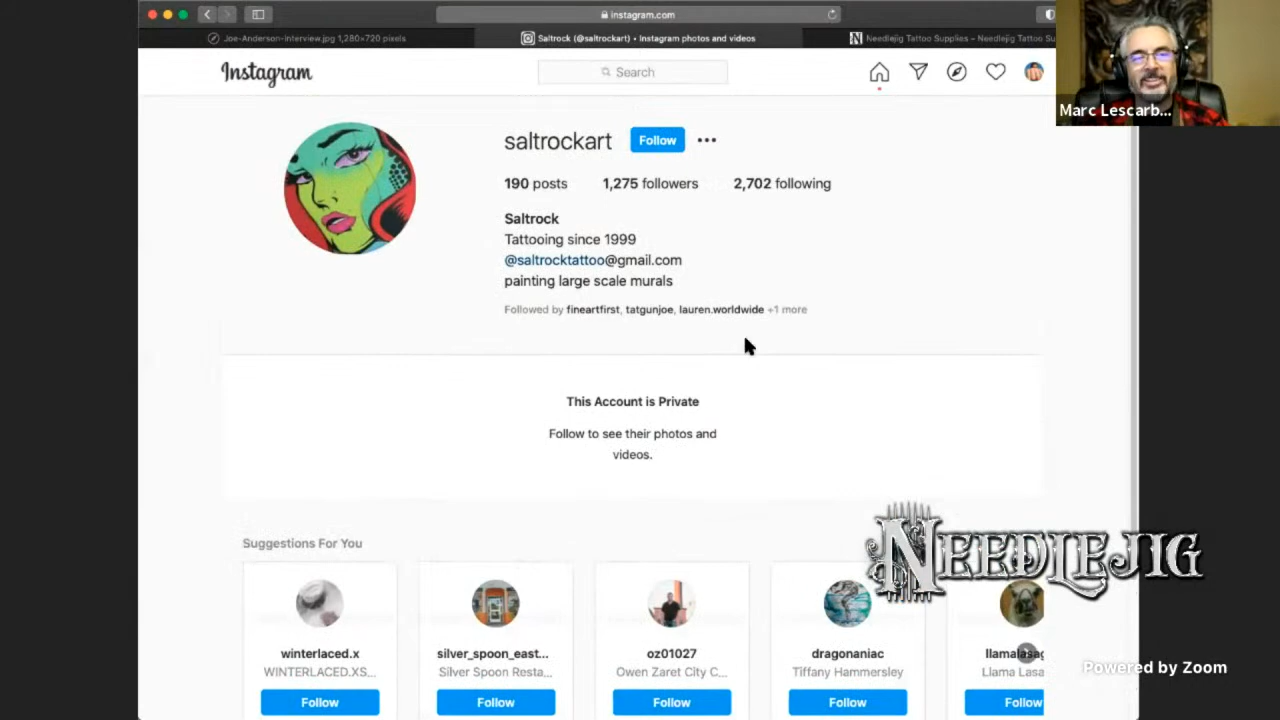 instagram.com
Joe-Anderson-Interview.jpg 1,280×720 pixels
Saltrock (@saltrockart) • Instagram photos and videos
Needlejig Tattoo Supplies – Needlejig Tattoo Su
Instagram
Search
Marc Lescarb...
saltrockart
Follow
190 posts 1,275 followers 2,702 following
Saltrock
Tattooing since 1999
@saltrocktattoo@gmail.com
painting large scale murals
Followed by fineartfirst, tatgunjoe, lauren.worldwide +1 more
This Account is Private
Follow to see their photos and
videos.
NEEDLEJIG
Suggestions For You
winterlaced.x silver_spoon_east... oz01027 dragonaniac llamalasag
WINTERLACED.XS... Silver Spoon Resta... Owen Zaret City C... Tiffany Hammersley Llama Lasa
Powered by Zoom
Follow Follow Follow Follow Follow